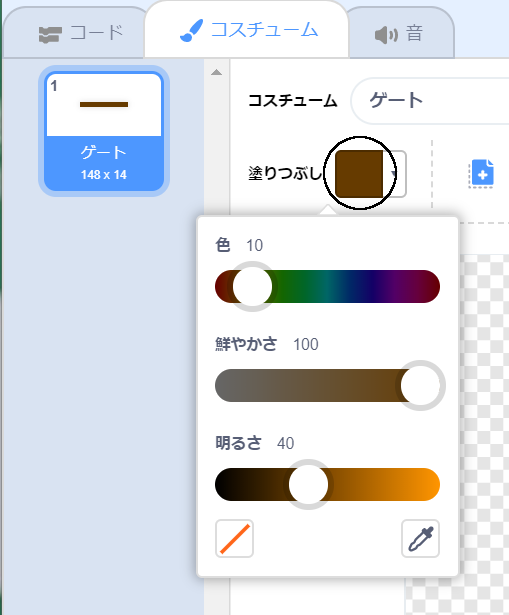 コード
コスチューム
音
1
ゲート
148 x 14
コスチューム
ゲート
塗りつぶし
色 10
鮮やかさ 100
明るさ 40